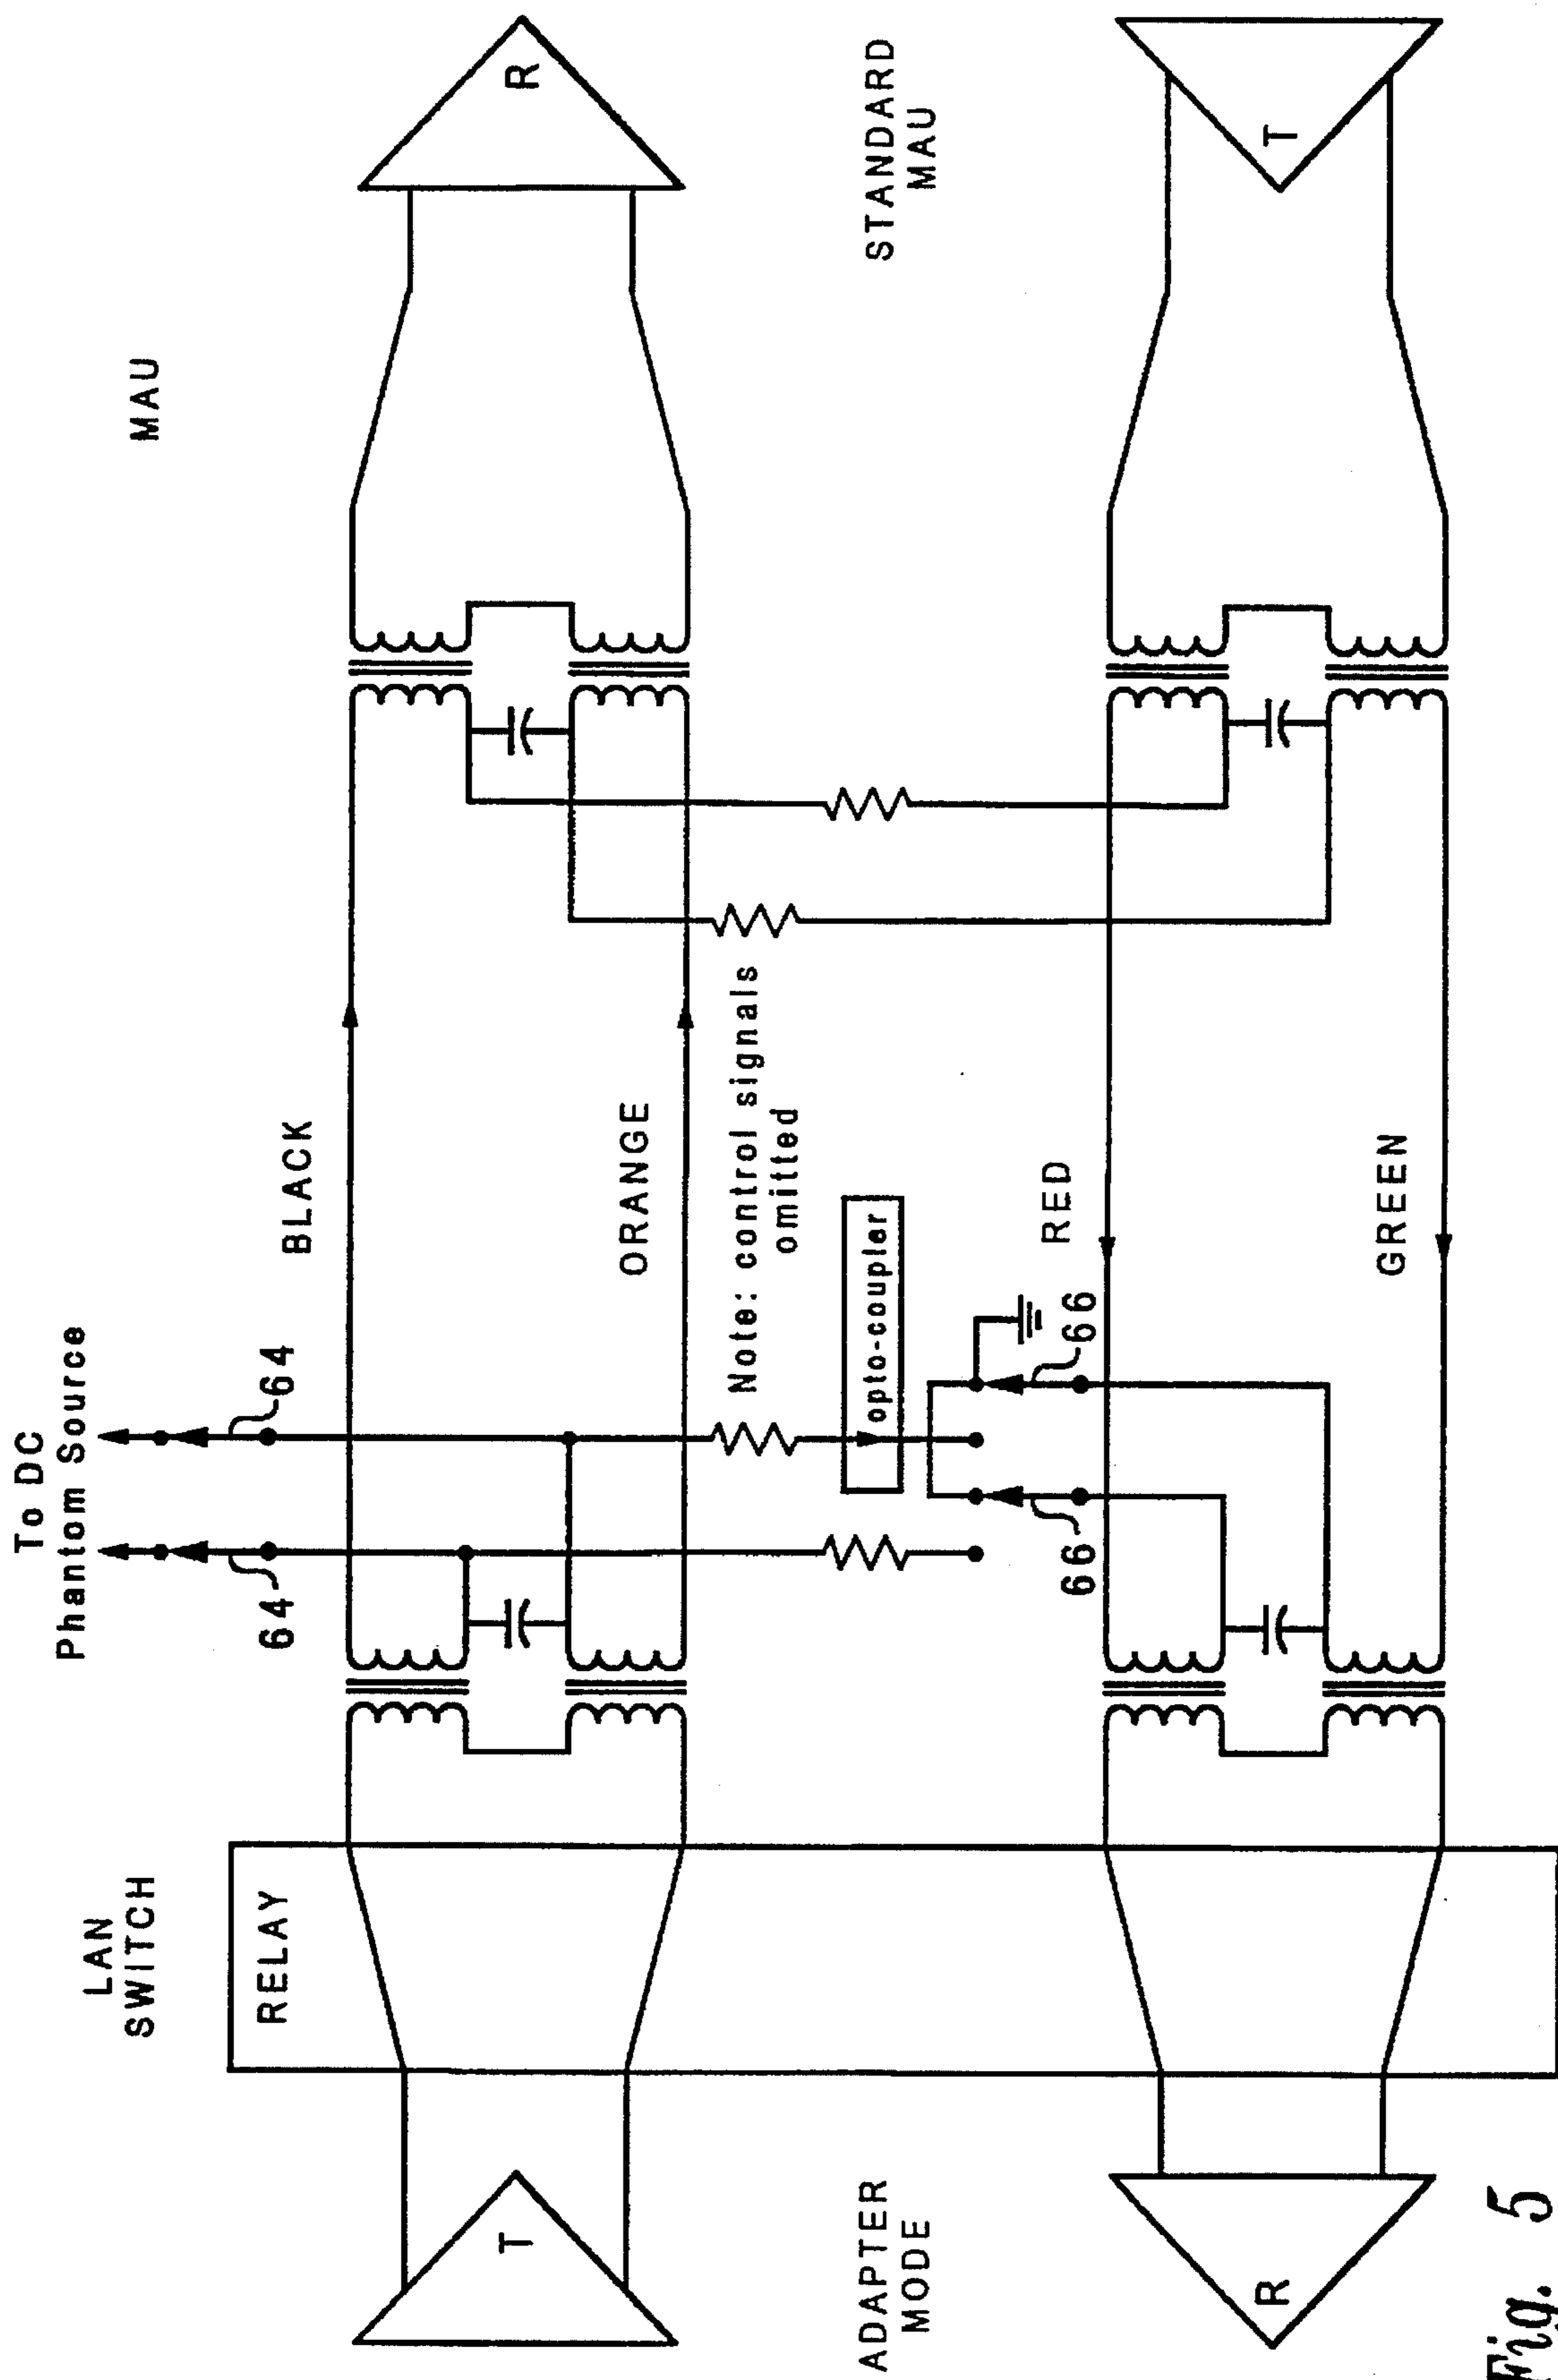 LAN
SWITCH
MAU
To DC
Phantom Source
RELAY
64
64
BLACK
R
T
ORANGE
Note: control signals
omitted
ADAPTER
MODE
opto-coupler
STANDARD
MAU
66
66
RED
T
R
GREEN
Fig. 5